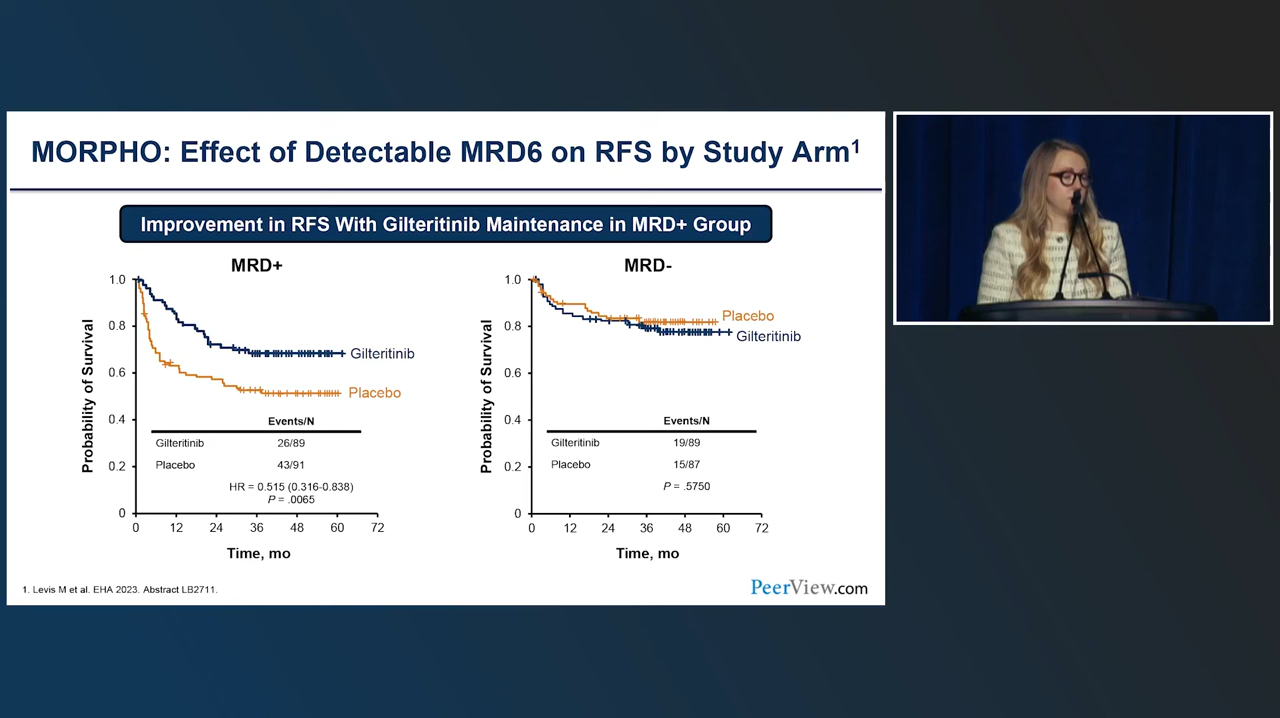 MORPHO: Effect of Detectable MRD6 on RFS by Study Arm1
Improvement in RFS With Gilteritinib Maintenance in MRD+ Group
MRD+
Probability of Survival
1.0
0.8
0.6
0.4
0.2
0
Gilteritinib
Placebo
Events/N
Gilteritinib 26/89
Placebo 43/91
HR = 0.515 (0.316-0.838)
P = .0065
0 12 24 36 48 60 72
Time, mo
MRD-
Probability of Survival
1.0
0.8
0.6
0.4
0.2
0
Placebo
Gilteritinib
Events/N
Gilteritinib 19/89
Placebo 15/87
P = .5750
0 12 24 36 48 60 72
Time, mo
1. Levis M et al. EHA 2023. Abstract LB2711.
PeerView.com